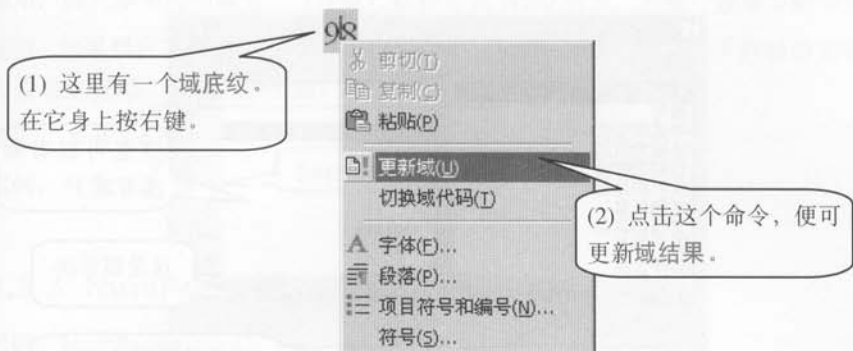 98
(1) 这里有一个域底纹。
在它身上按右键。
剪切(T)
复制(C)
粘贴(P)
更新域(U)
切换域代码(T)
(2) 点击这个命令，便可
更新域结果。
字体(F)...
段落(P)...
项目符号和编号(N)...
符号(S)...